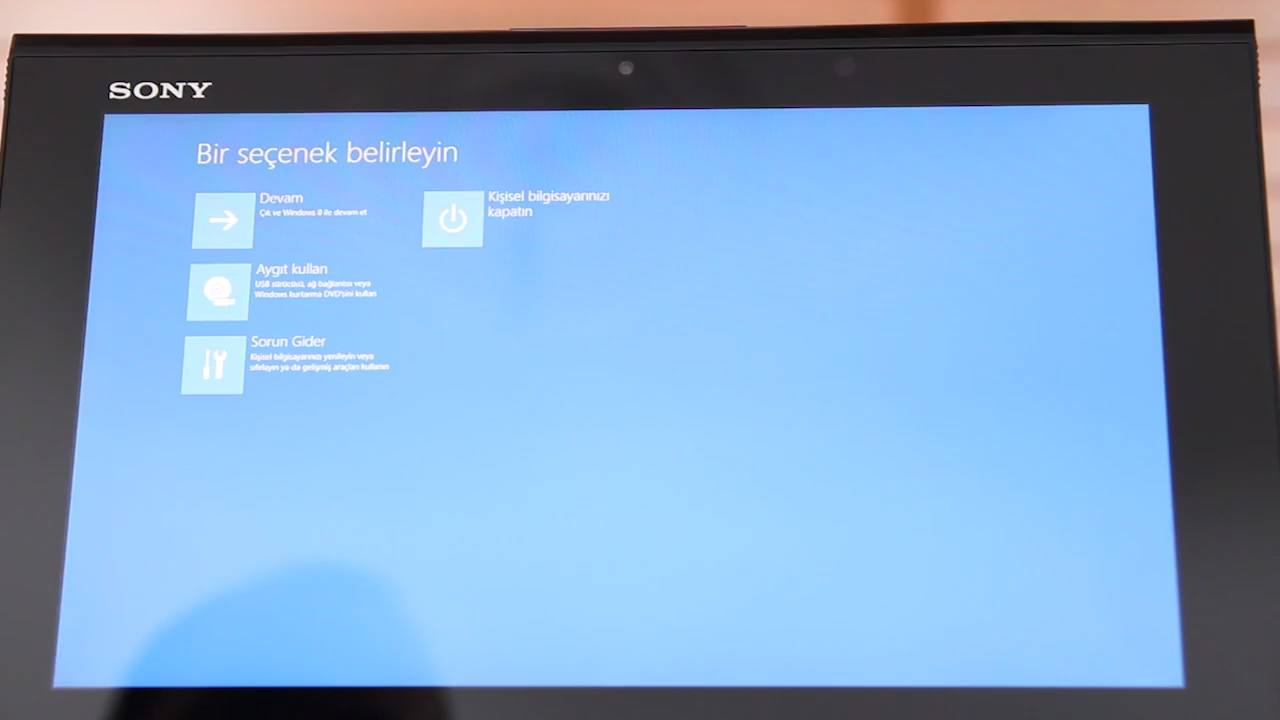 SONY
Bir seçenek belirleyin
Devam
Çık ve Windows 8 ile devam et
Kişisel bilgisayarınızı
kapatın
Aygıt kullan
USB sürücüsü, ağ bağlantısı veya
Windows kurtarma DVD'sini kullan
Sorun Gider
Kişisel bilgisayarınızı yenileyin veya
sıfırlayın ya da gelişmiş araçları kullanın